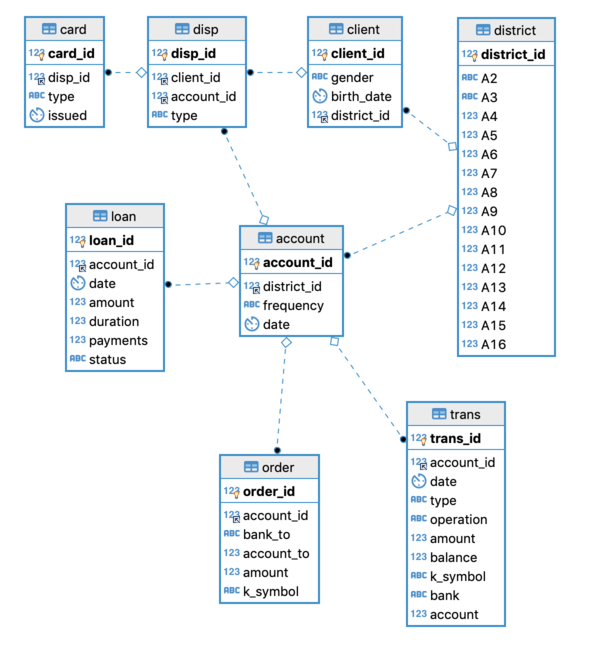 card
123 card_id
123 disp_id
ABC type
issued
disp
123 disp_id
123 client_id
123 account_id
ABC type
client
123 client_id
ABC gender
birth_date
123 district_id
district
123 district_id
ABC A2
ABC A3
123 A4
123 A5
123 A6
123 A7
123 A8
123 A9
123 A10
123 A11
123 A12
123 A13
123 A14
123 A15
123 A16
loan
123 loan_id
123 account_id
date
123 amount
123 duration
123 payments
ABC status
account
123 account_id
123 district_id
ABC frequency
date
order
123 order_id
123 account_id
ABC bank_to
123 account_to
123 amount
ABC k_symbol
trans
123 trans_id
123 account_id
date
ABC type
ABC operation
123 amount
123 balance
ABC k_symbol
ABC bank
123 account